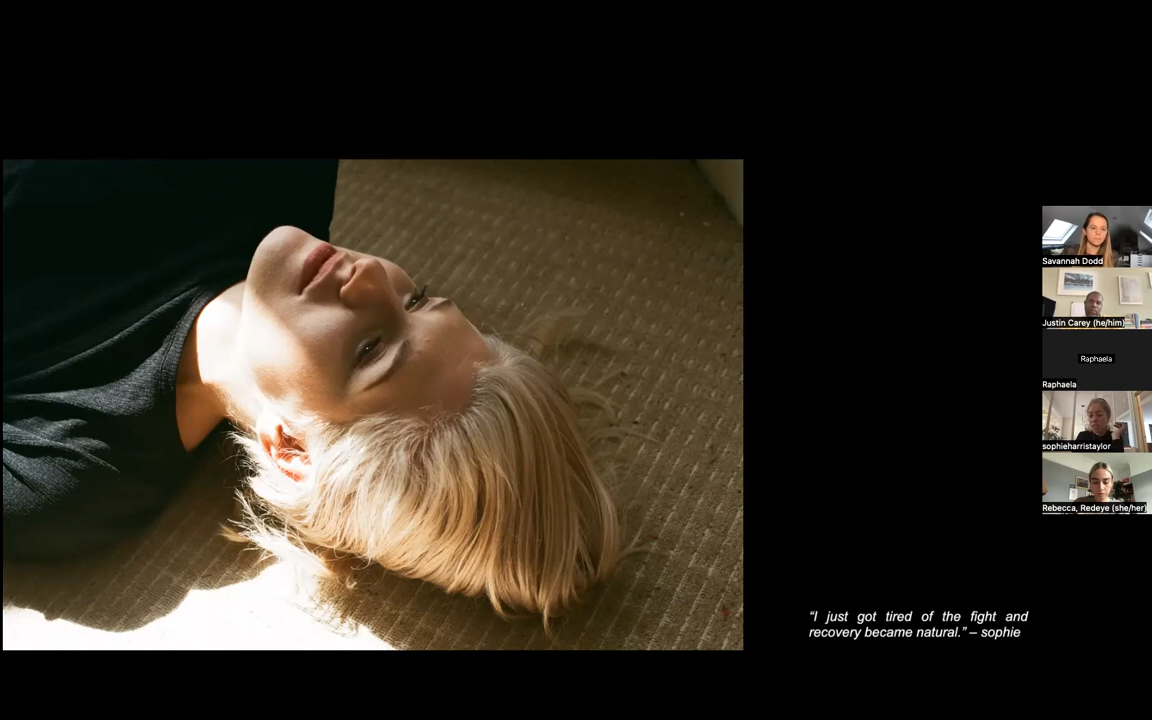 Savannah Dodd
Justin Carey (he/him)
Raphaela
Raphaela
sophieharristaylor
Rebecca, Redeye (she/her)
“I just got tired of the fight and
recovery became natural.” – sophie